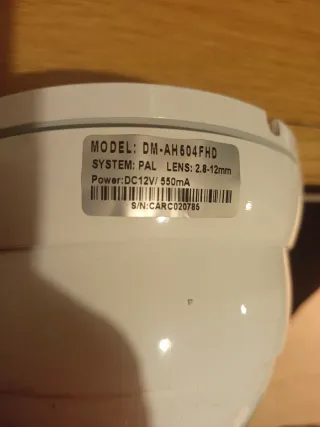 MODEL: DM-AH604FHD
SYSTEM: PAL LENS: 2.8-12mm
Power:DC12V/ 550mA
S/N:CARC020785